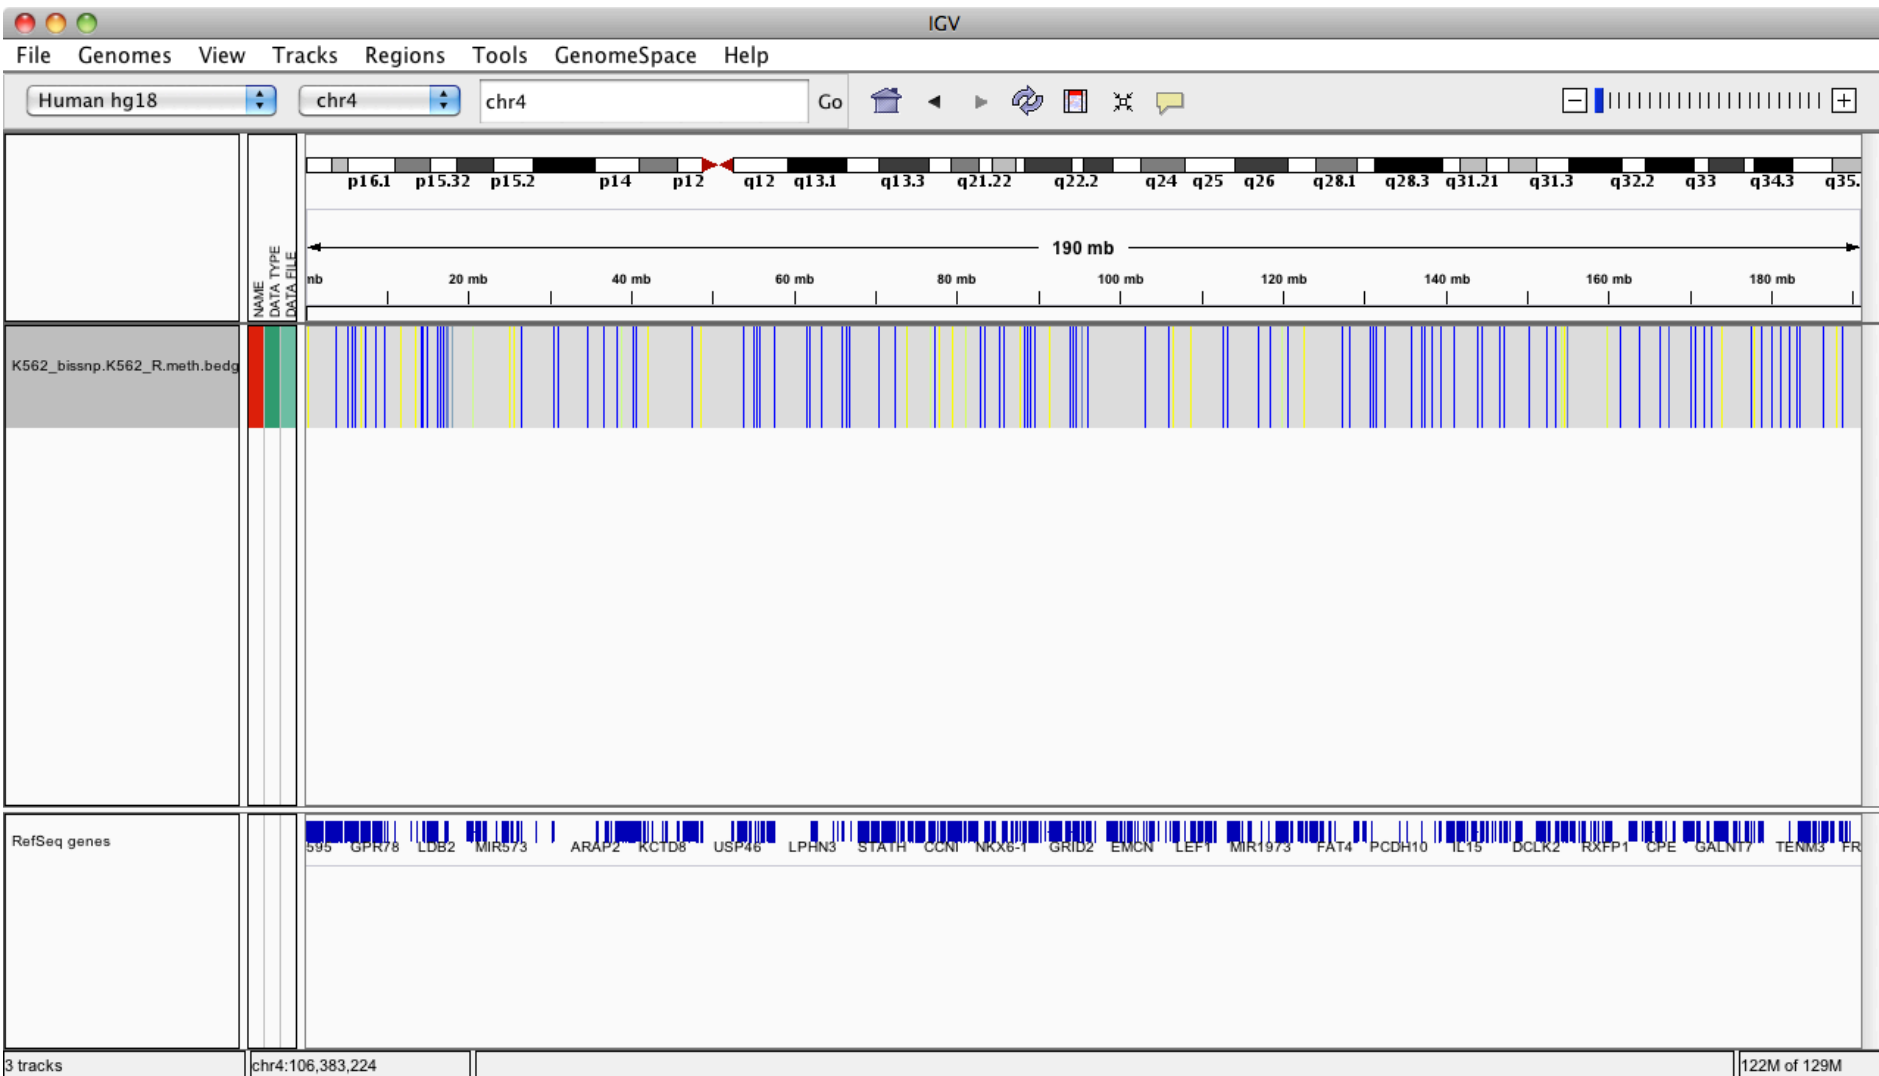 IGV
File Genomes View Tracks Regions Tools GenomeSpace Help
Human hg18 chr4 chr4 Go
p16.1 p15.32 p15.2 p14 p12 q12 q13.1 q13.3 q21.22 q22.2 q24 q25 q26 q28.1 q28.3 q31.21 q31.3 q32.2 q33 q34.3 q35.
190 mb
NAME
DATA TYPE
DATA FILE
mb 20 mb 40 mb 60 mb 80 mb 100 mb 120 mb 140 mb 160 mb 180 mb
K562_bissnp.K562_R.meth.bedg
RefSeq genes
595 GPR78 LDB2 MIR573 ARAP2 KCTD8 USP46 LPHN3 STATH CCNI NKX6-1 GRID2 EMCN LEF1 MIR1973 FAT4 PCDH10 IL15 DCLK2 RXFP1 CPE GALNT7 TENM3 FR
3 tracks chr4:106,383,224 122M of 129M